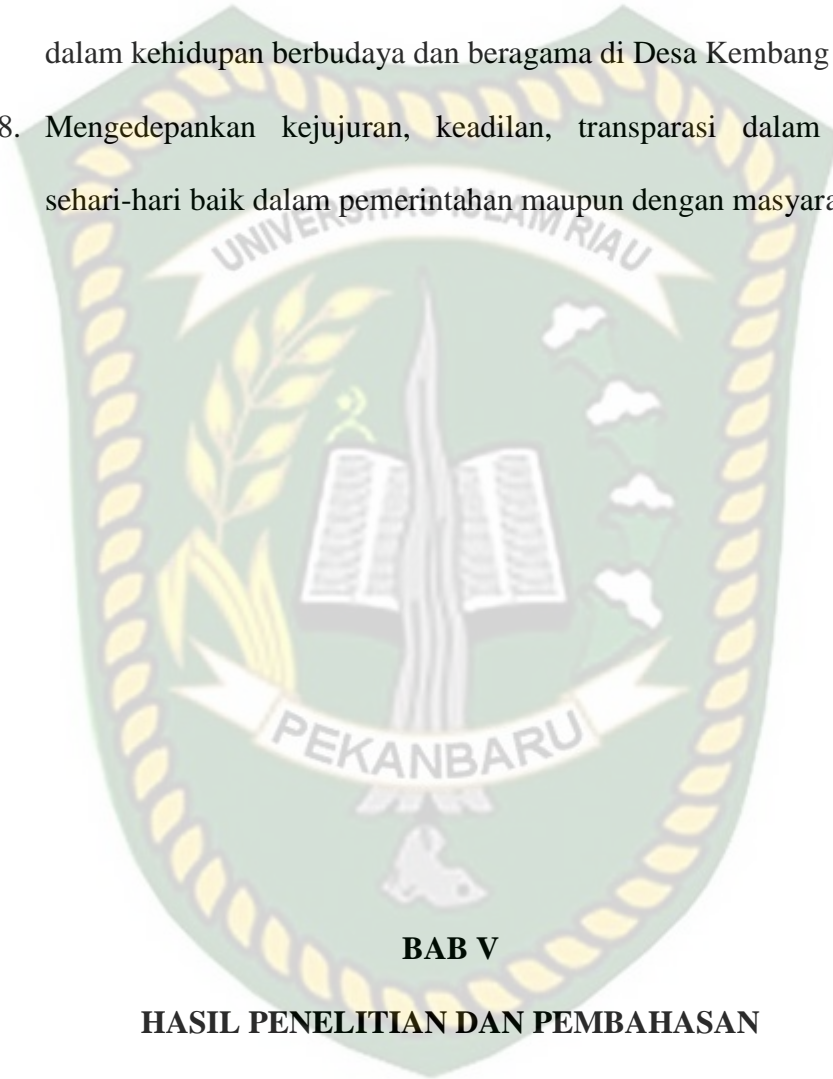 dalam kehidupan berbudaya dan beragama di Desa Kembang
8. Mengedepankan kejujuran, keadilan, transparasi dalam
sehari-hari baik dalam pemerintahan maupun dengan
UNIVERSITAS ISLAM RIAU
PEKANBARU
BAB V
HASIL PENELITIAN DAN PEMBAHASAN